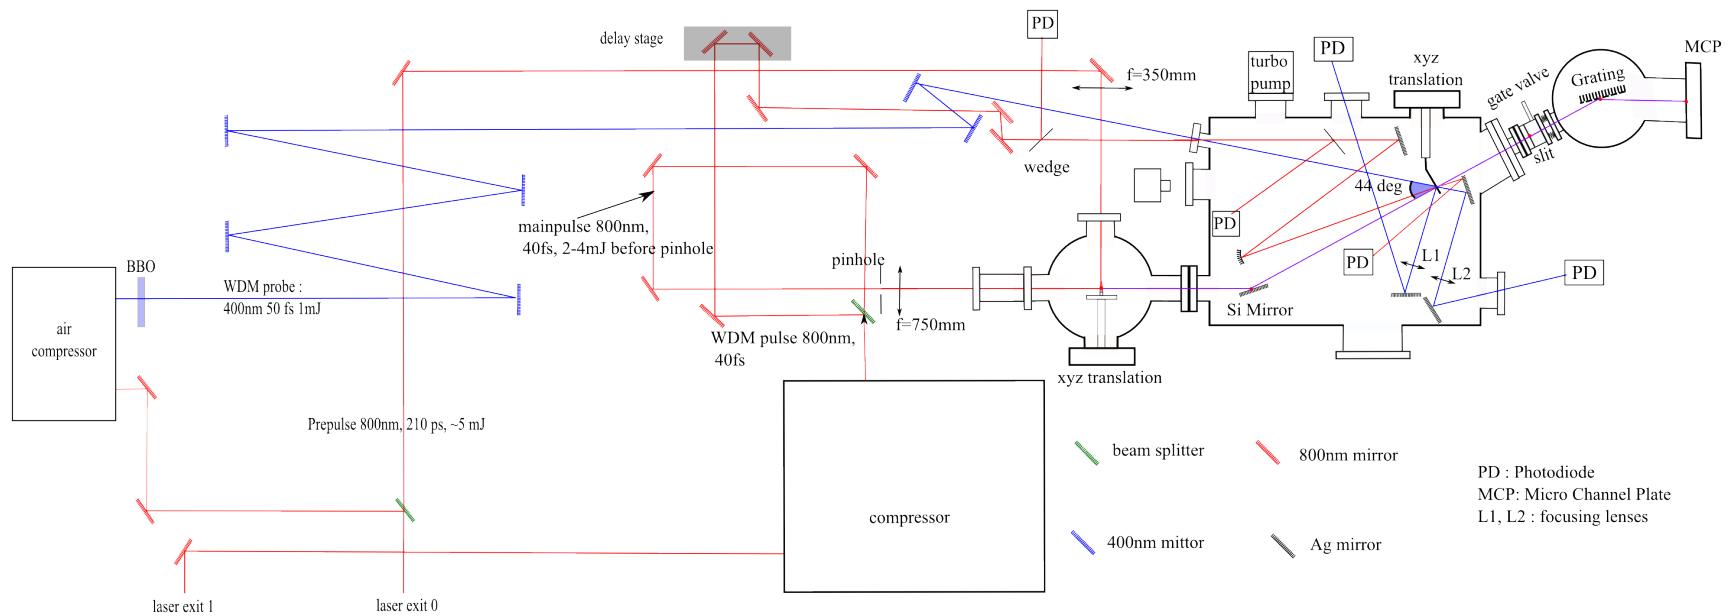 PD
MCP
delay stage
PD
xyz
translation
turbo
pump
f=350mm
gate valve
Grating
slit
wedge
44 deg
mainpulse 800nm,
40fs, 2-4mJ before pinhole
PD
pinhole
PD
L1
L2
PD
BBO
WDM probe :
400nm 50 fs 1mJ
Si Mirror
f=750mm
air
compressor
WDM pulse 800nm,
40fs
xyz translation
Prepulse 800nm, 210 ps, ~5 mJ
beam splitter
800nm mirror
PD : Photodiode
MCP: Micro Channel Plate
L1, L2 : focusing lenses
compressor
400nm mittor
Ag mirror
laser exit 1
laser exit 0